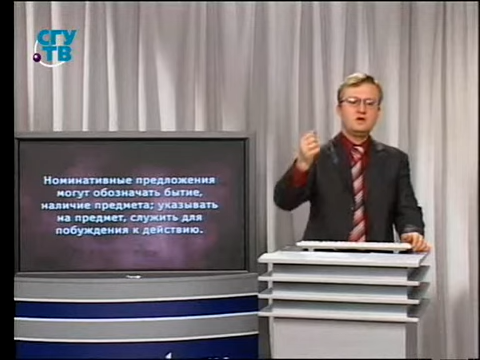 СГУ
ТВ
Номинативные предложения
могут обозначать бытие,
наличие предмета; указывать
на предмет, служить для
побуждения к действию.